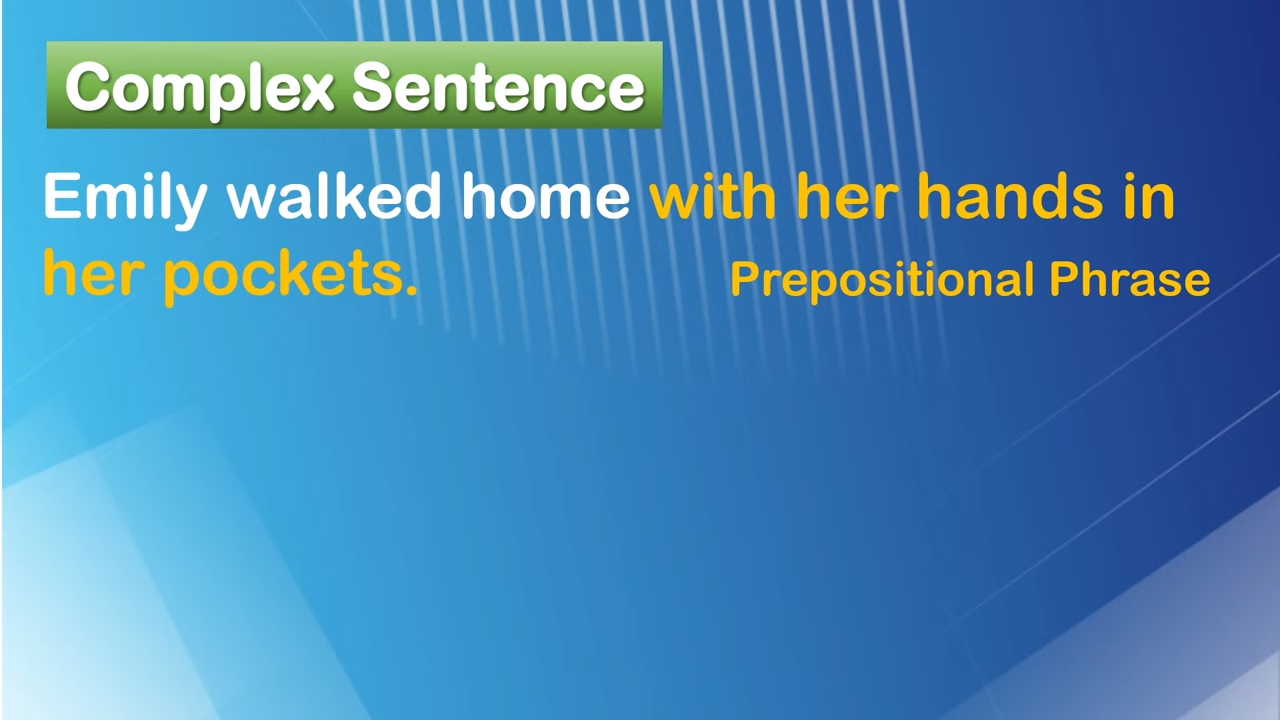 Complex Sentence
Emily walked home with her hands in
her pockets.
Prepositional Phrase